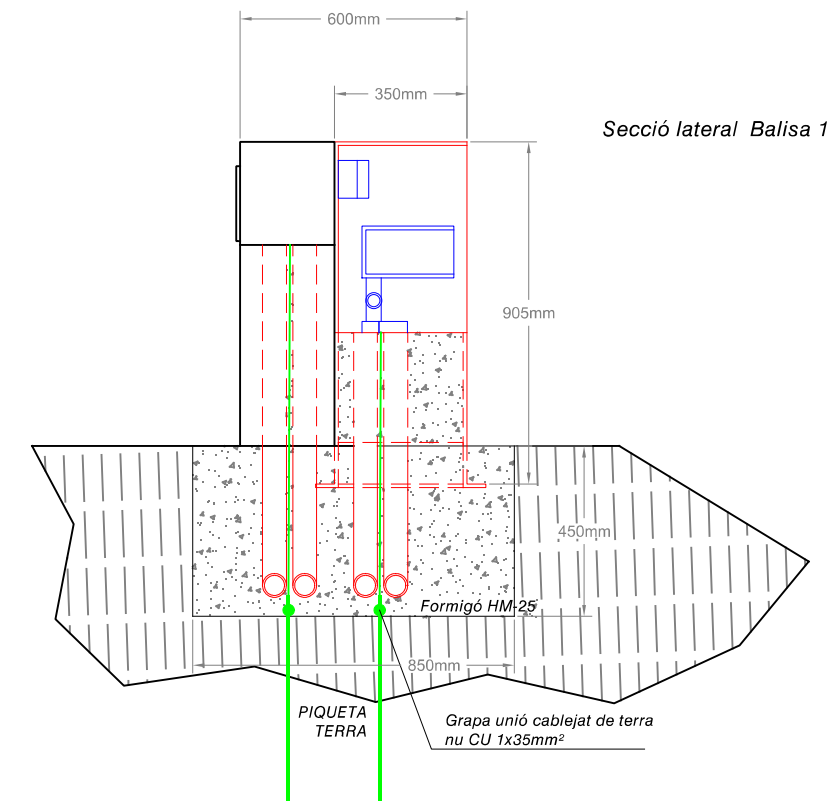 600mm
350mm
Secció lateral Balisa 1
905mm
450mm
Formigó HM-25
850mm
PIQUETA
TERRA
Grapa unió cablejat de terra
nu CU 1x35mm²